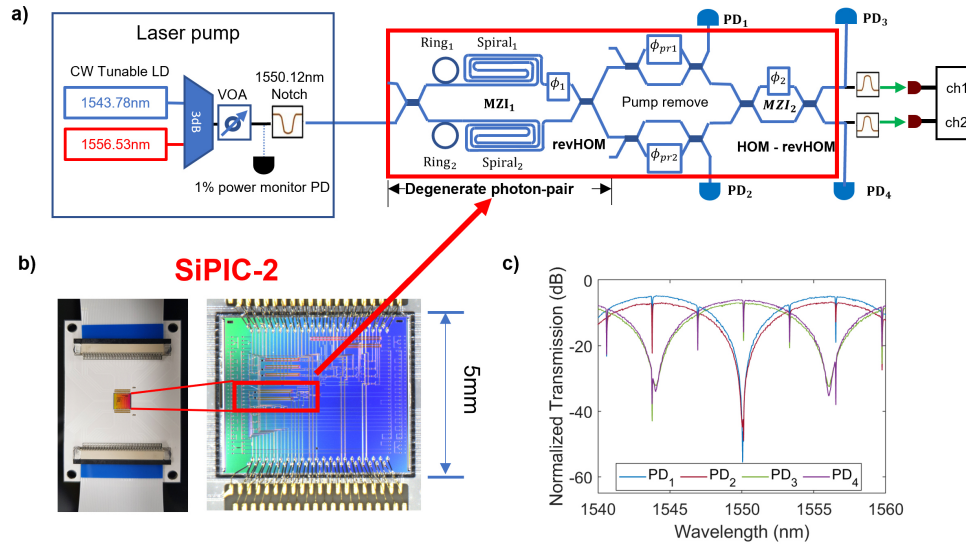 a)
Laser pump
CW Tunable LD
1543.78nm
1556.53nm
3dB
VOA
1550.12nm
Notch
1% power monitor PD
Ring₁
Spiral₁
ϕ₁
MZI₁
Ring₂
Spiral₂
revHOM
ϕpr1
Pump remove
ϕpr2
PD₁
PD₂
ϕ₂
MZI₂
HOM - revHOM
PD₃
PD₄
ch1
ch2
Degenerate photon-pair
b)
SiPIC-2
5mm
c)
Normalized Transmission (dB)
0
-20
-40
-60
PD₁ PD₂ PD₃ PD₄
1540 1545 1550 1555 1560
Wavelength (nm)